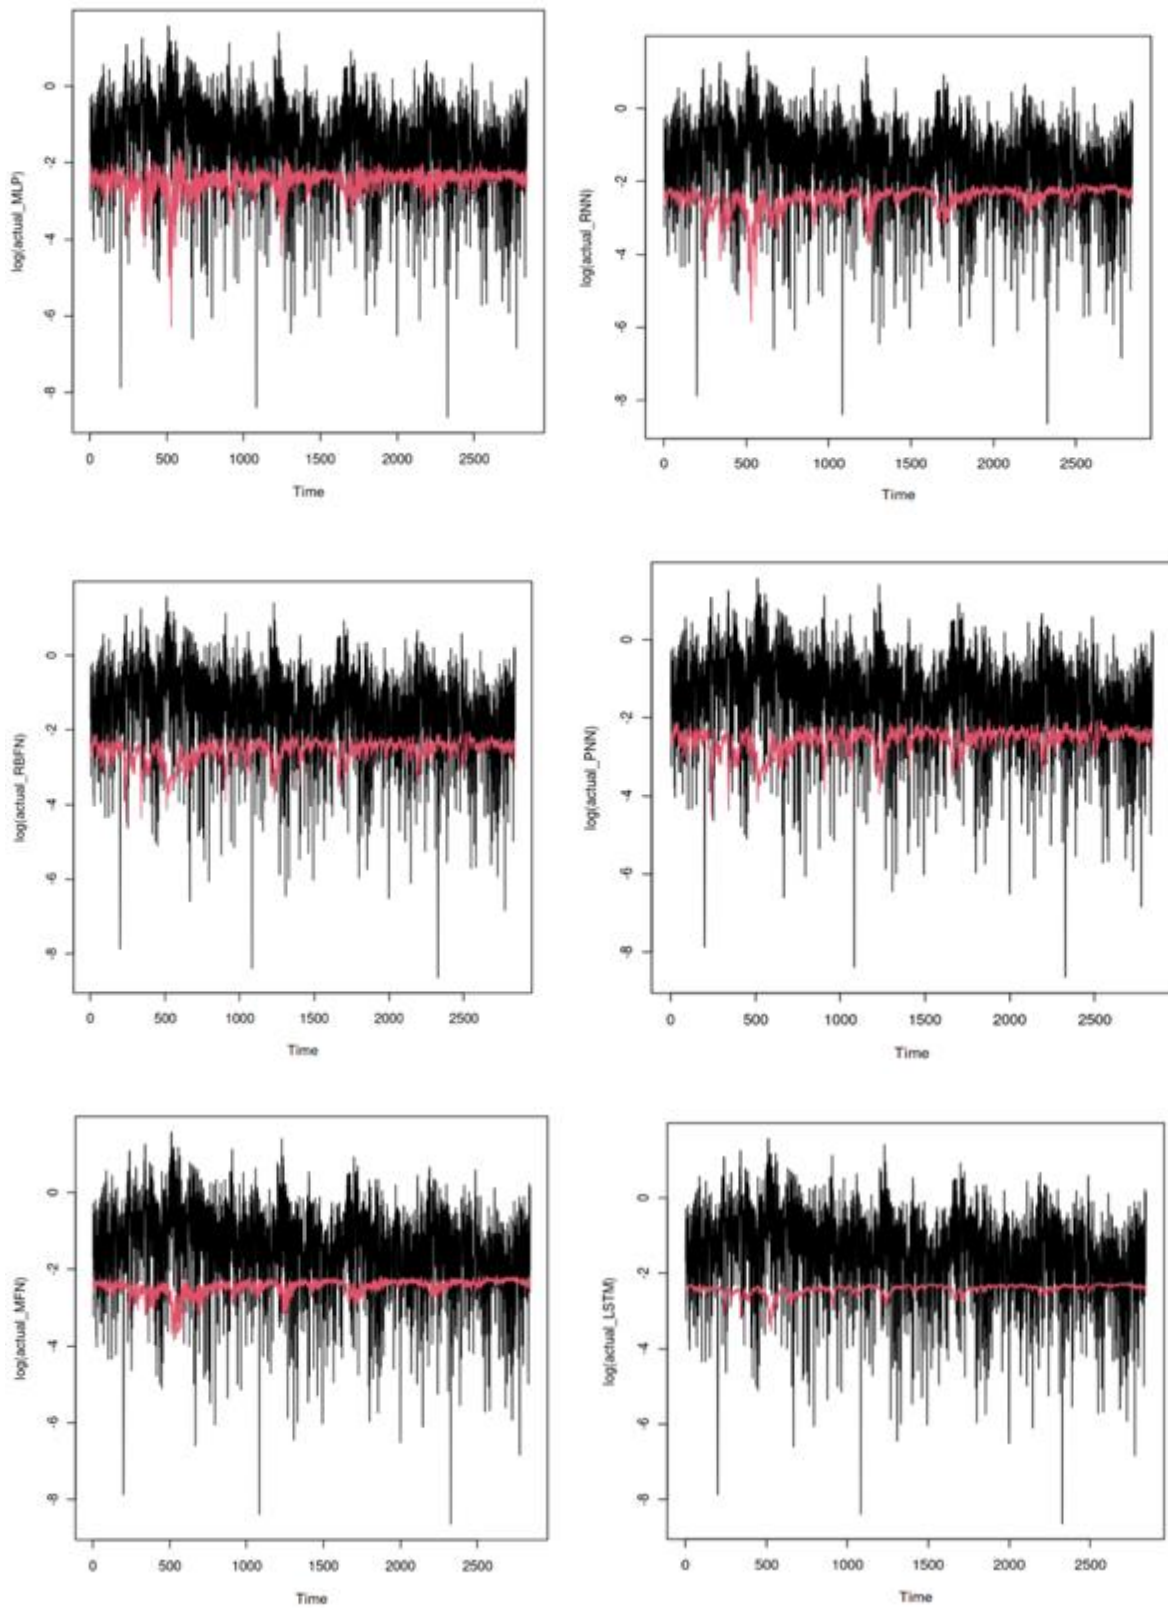 log(actual_MLP)
0
-2
-4
-6
-8
0 500 1000 1500 2000 2500
Time
log(actual_RNN)
0
-2
-4
-6
-8
0 500 1000 1500 2000 2500
Time
log(actual_RBFN)
0
-2
-4
-6
-8
0 500 1000 1500 2000 2500
Time
log(actual_PNN)
0
-2
-4
-6
-8
0 500 1000 1500 2000 2500
Time
log(actual_MFN)
0
-2
-4
-6
-8
0 500 1000 1500 2000 2500
Time
log(actual_LSTM)
0
-2
-4
-6
-8
0 500 1000 1500 2000 2500
Time